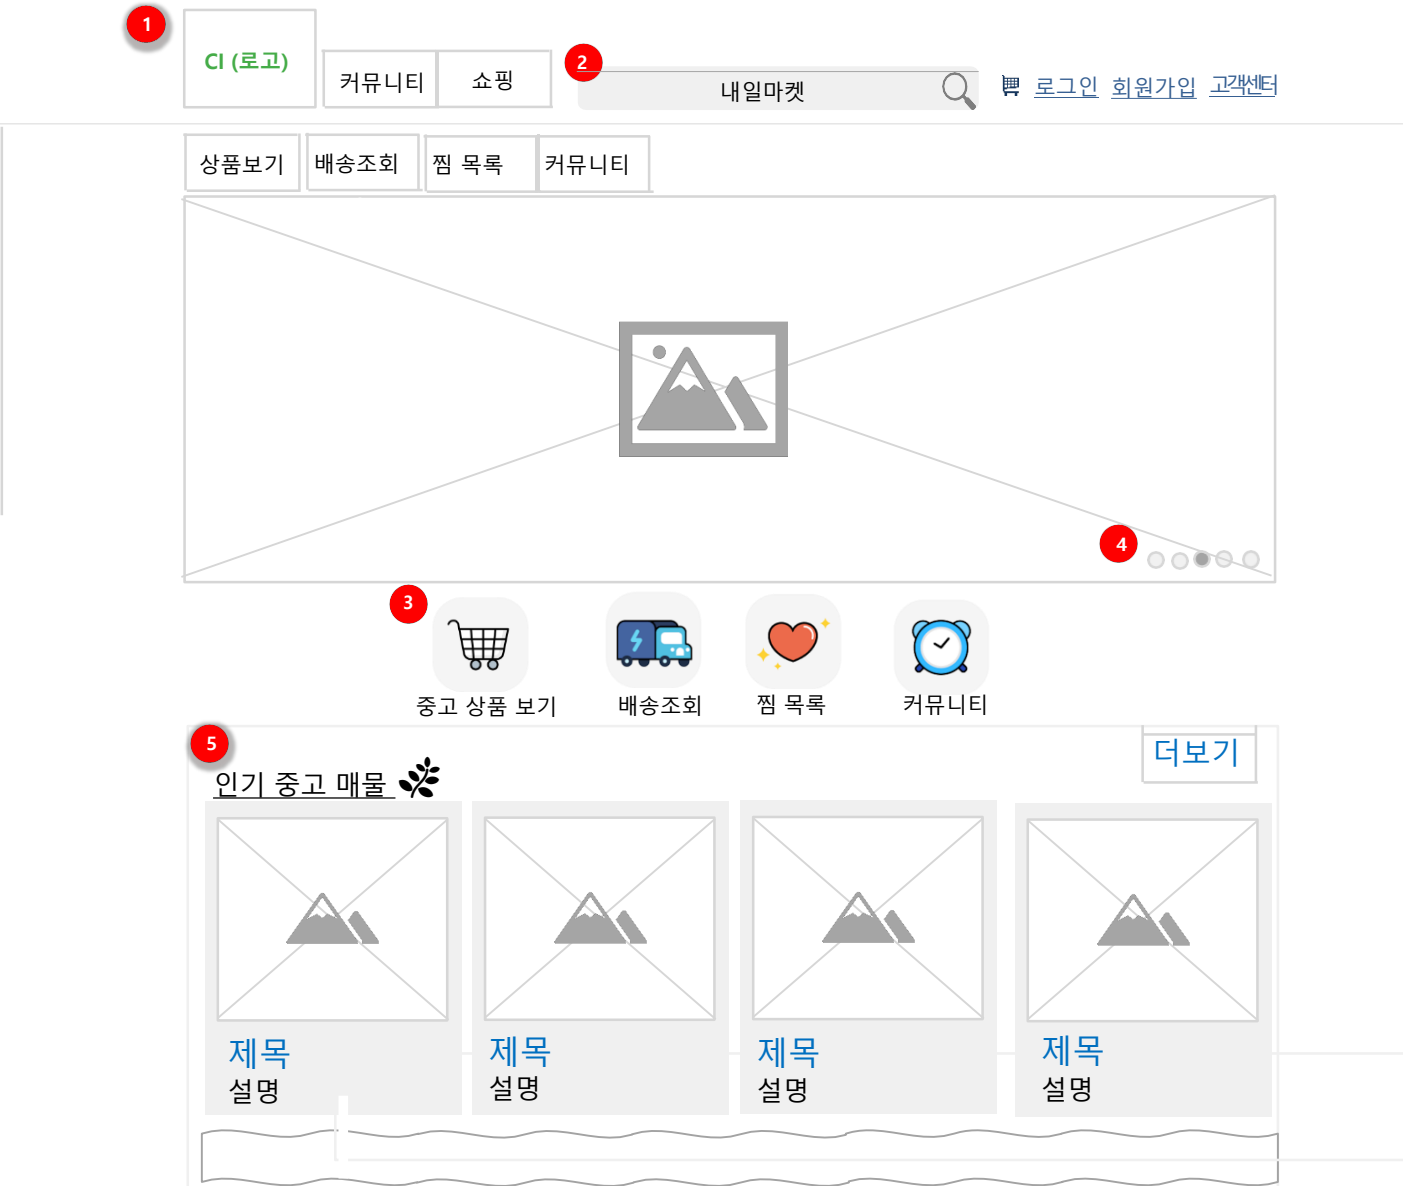 1
CI (로고)
커뮤니티
쇼핑
2
내일마켓
로그인 회원가입 고객센터
상품보기
배송조회
찜 목록
커뮤니티
4
3
중고 상품 보기
배송조회
찜 목록
커뮤니티
5
인기 중고 매물
더보기
제목
설명
제목
설명
제목
설명
제목
설명